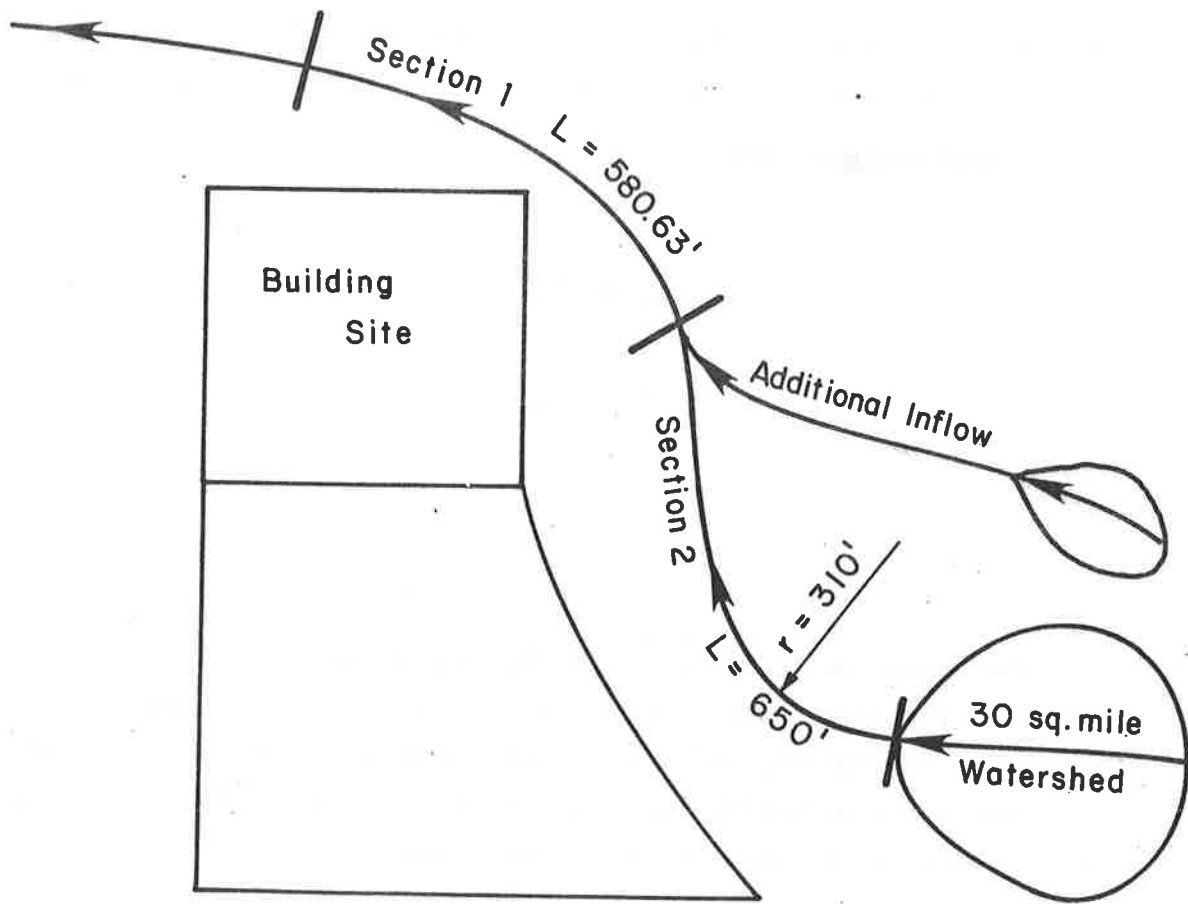 Section 1
L = 580.63'
Building
Site
Additional Inflow
Section 2
r = 310'
L = 650'
30 sq. mile
Watershed